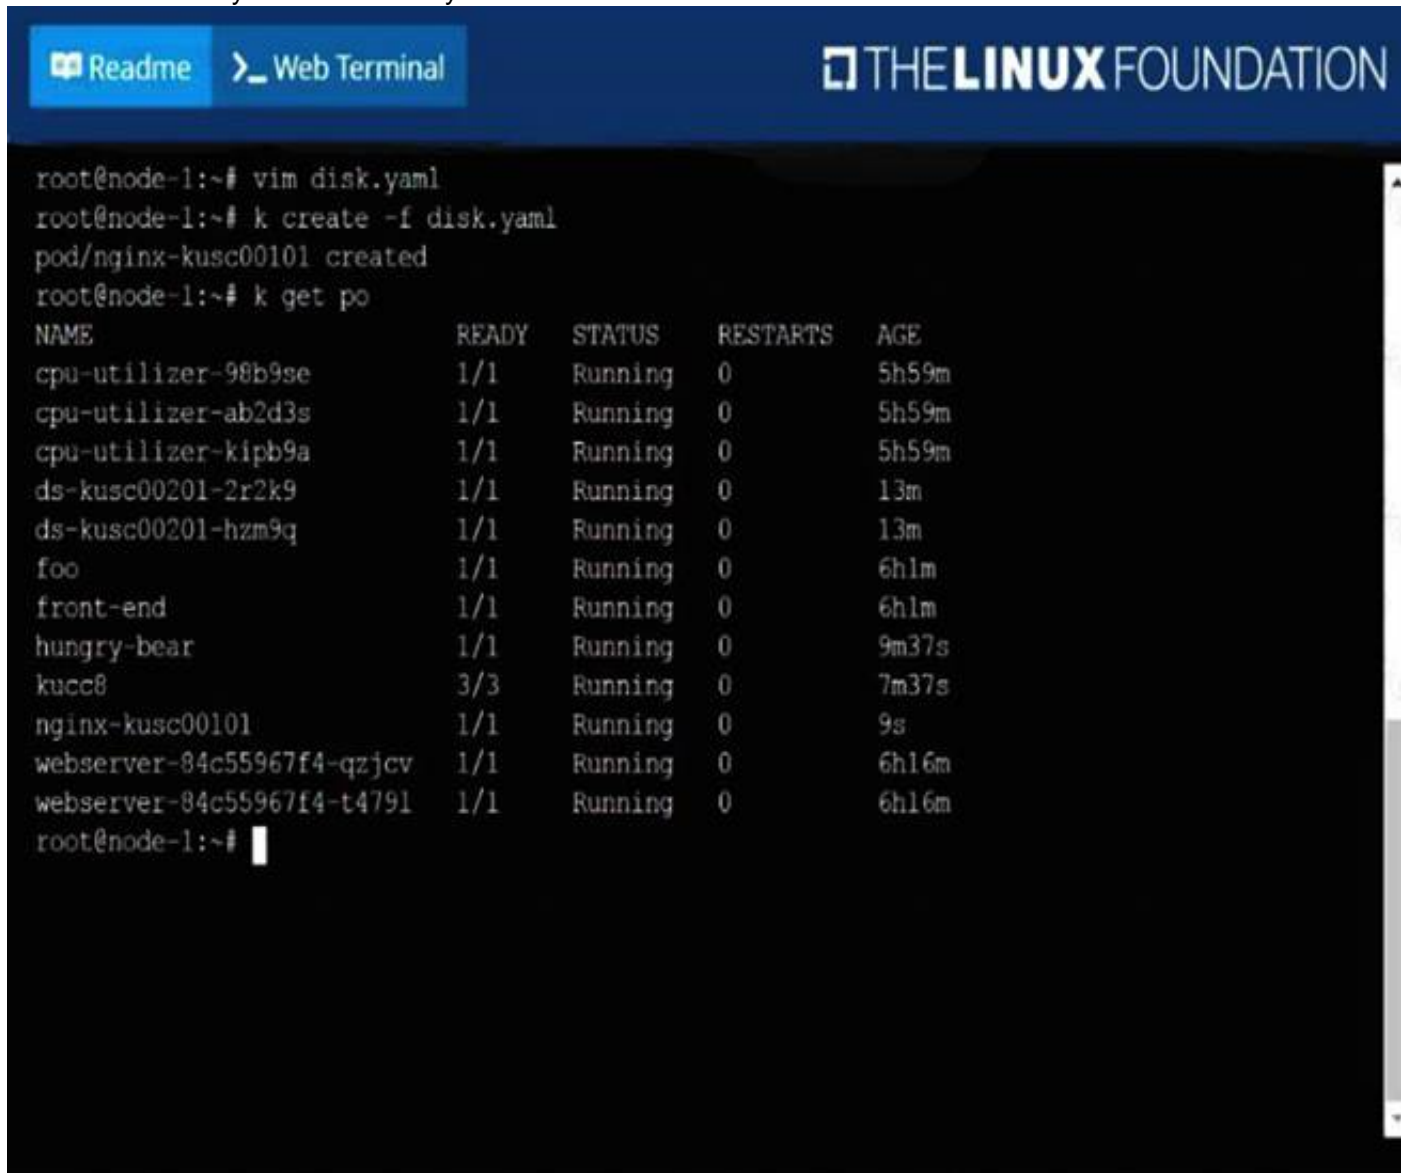 Readme >_ Web Terminal THE LINUX FOUNDATION
root@node-1:~# vim disk.yaml
root@node-1:~# k create -f disk.yaml
pod/nginx-kusc00101 created
root@node-1:~# k get po
NAME READY STATUS RESTARTS AGE
cpu-utilizer-98b9se 1/1 Running 0 5h59m
cpu-utilizer-ab2d3s 1/1 Running 0 5h59m
cpu-utilizer-kipb9a 1/1 Running 0 5h59m
ds-kusc00201-2r2k9 1/1 Running 0 13m
ds-kusc00201-hzm9q 1/1 Running 0 13m
foo 1/1 Running 0 6h1m
front-end 1/1 Running 0 6h1m
hungry-bear 1/1 Running 0 9m37s
kucc8 3/3 Running 0 7m37s
nginx-kusc00101 1/1 Running 0 9s
webserver-84c55967f4-qzjcv 1/1 Running 0 6h16m
webserver-84c55967f4-t479l 1/1 Running 0 6h16m
root@node-1:~#